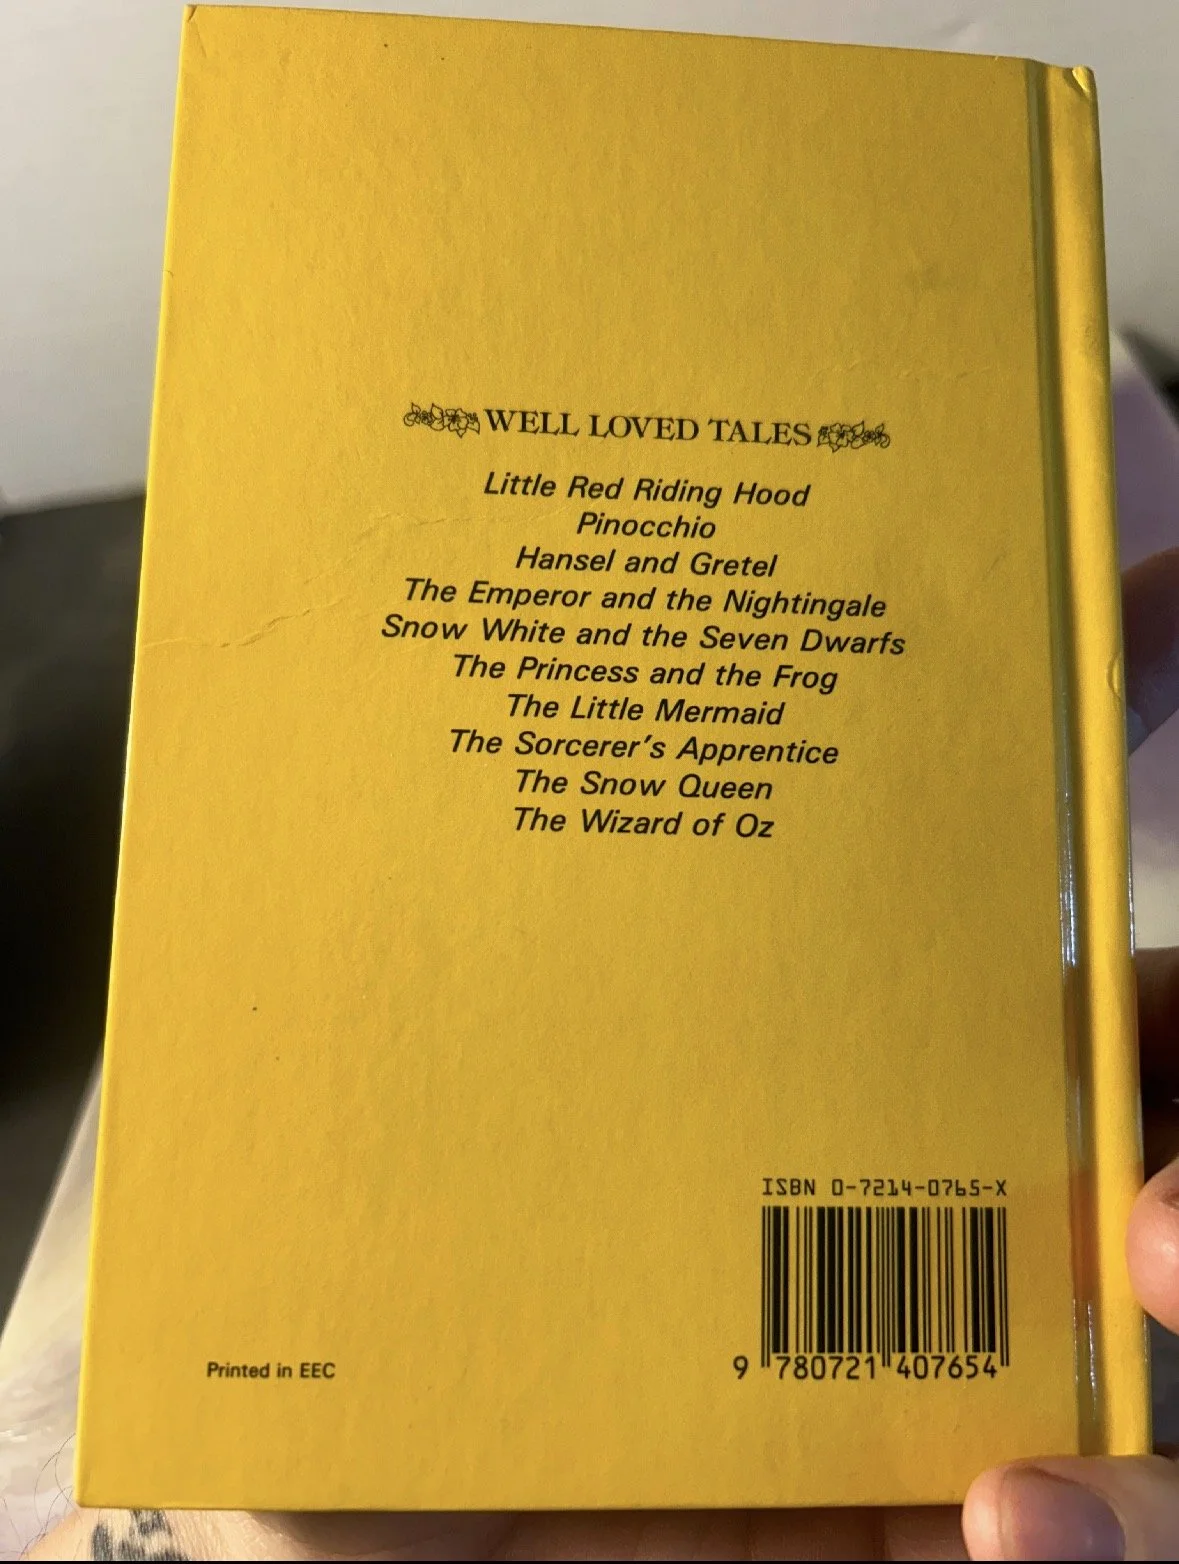 WELL LOVED TALES
Little Red Riding Hood
Pinocchio
Hansel and Gretel
The Emperor and the Nightingale
Snow White and the Seven Dwarfs
The Princess and the Frog
The Little Mermaid
The Sorcerer's Apprentice
The Snow Queen
The Wizard of Oz
ISBN 0-7214-0765-X
9 780721 407654
Printed in EEC